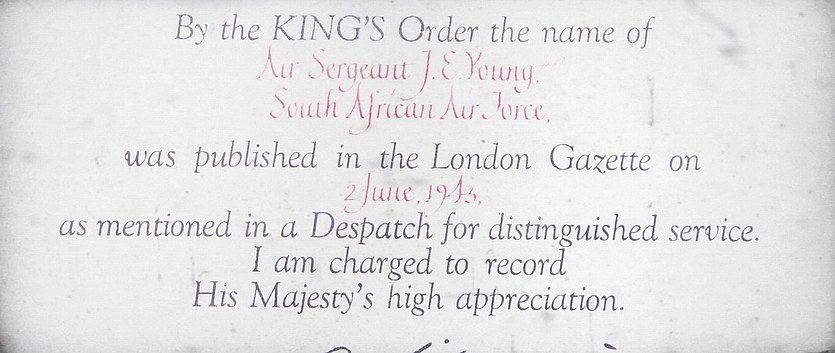 By the KING'S Order the name of
Air Sergeant J. E. Young,
South African Air Force,
was published in the London Gazette on
2 June, 1943,
as mentioned in a Despatch for distinguished service.
I am charged to record
His Majesty's high appreciation.